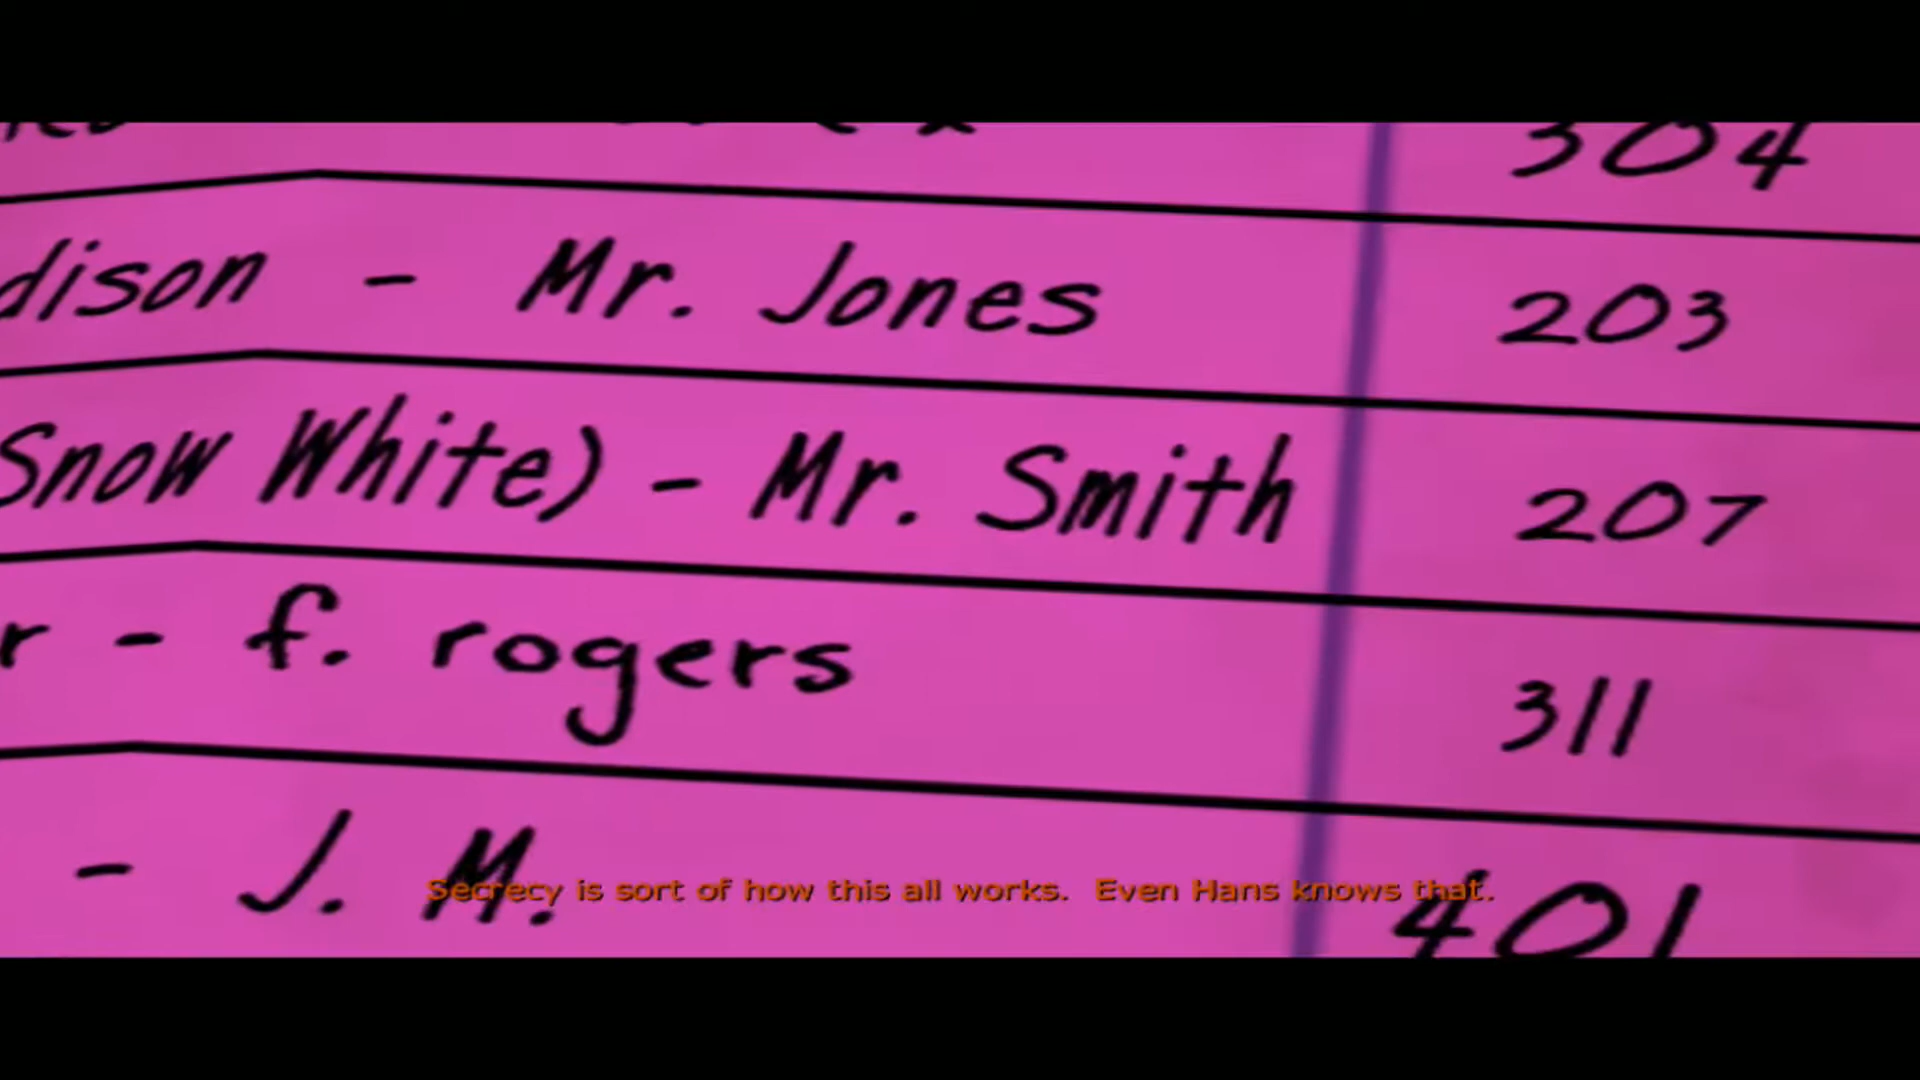 304
dison - Mr. Jones 203
Snow White) - Mr. Smith 207
r - f. rogers 311
- J. M. 401
Secrecy is sort of how this all works. Even Hans knows that.